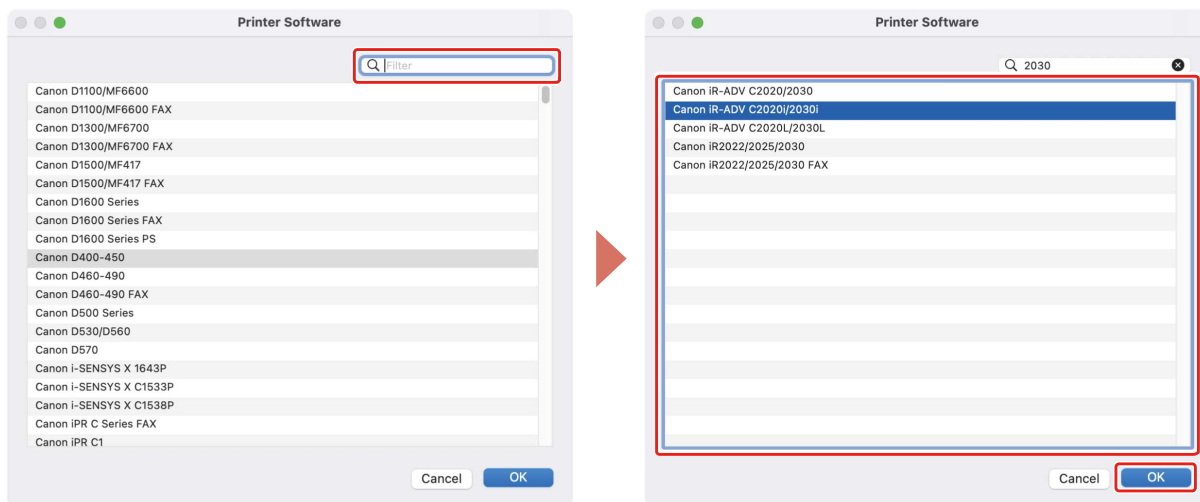 Printer Software
Filter
Canon D1100/MF6600
Canon D1100/MF6600 FAX
Canon D1300/MF6700
Canon D1300/MF6700 FAX
Canon D1500/MF417
Canon D1500/MF417 FAX
Canon D1600 Series
Canon D1600 Series FAX
Canon D1600 Series PS
Canon D400-450
Canon D460-490
Canon D460-490 FAX
Canon D500 Series
Canon D530/D560
Canon D570
Canon i-SENSYS X 1643P
Canon i-SENSYS X C1533P
Canon i-SENSYS X C1538P
Canon iPR C Series FAX
Canon iPR C1
Cancel OK
Printer Software
2030
Canon iR-ADV C2020/2030
Canon iR-ADV C2020i/2030i
Canon iR-ADV C2020L/2030L
Canon iR2022/2025/2030
Canon iR2022/2025/2030 FAX
Cancel OK